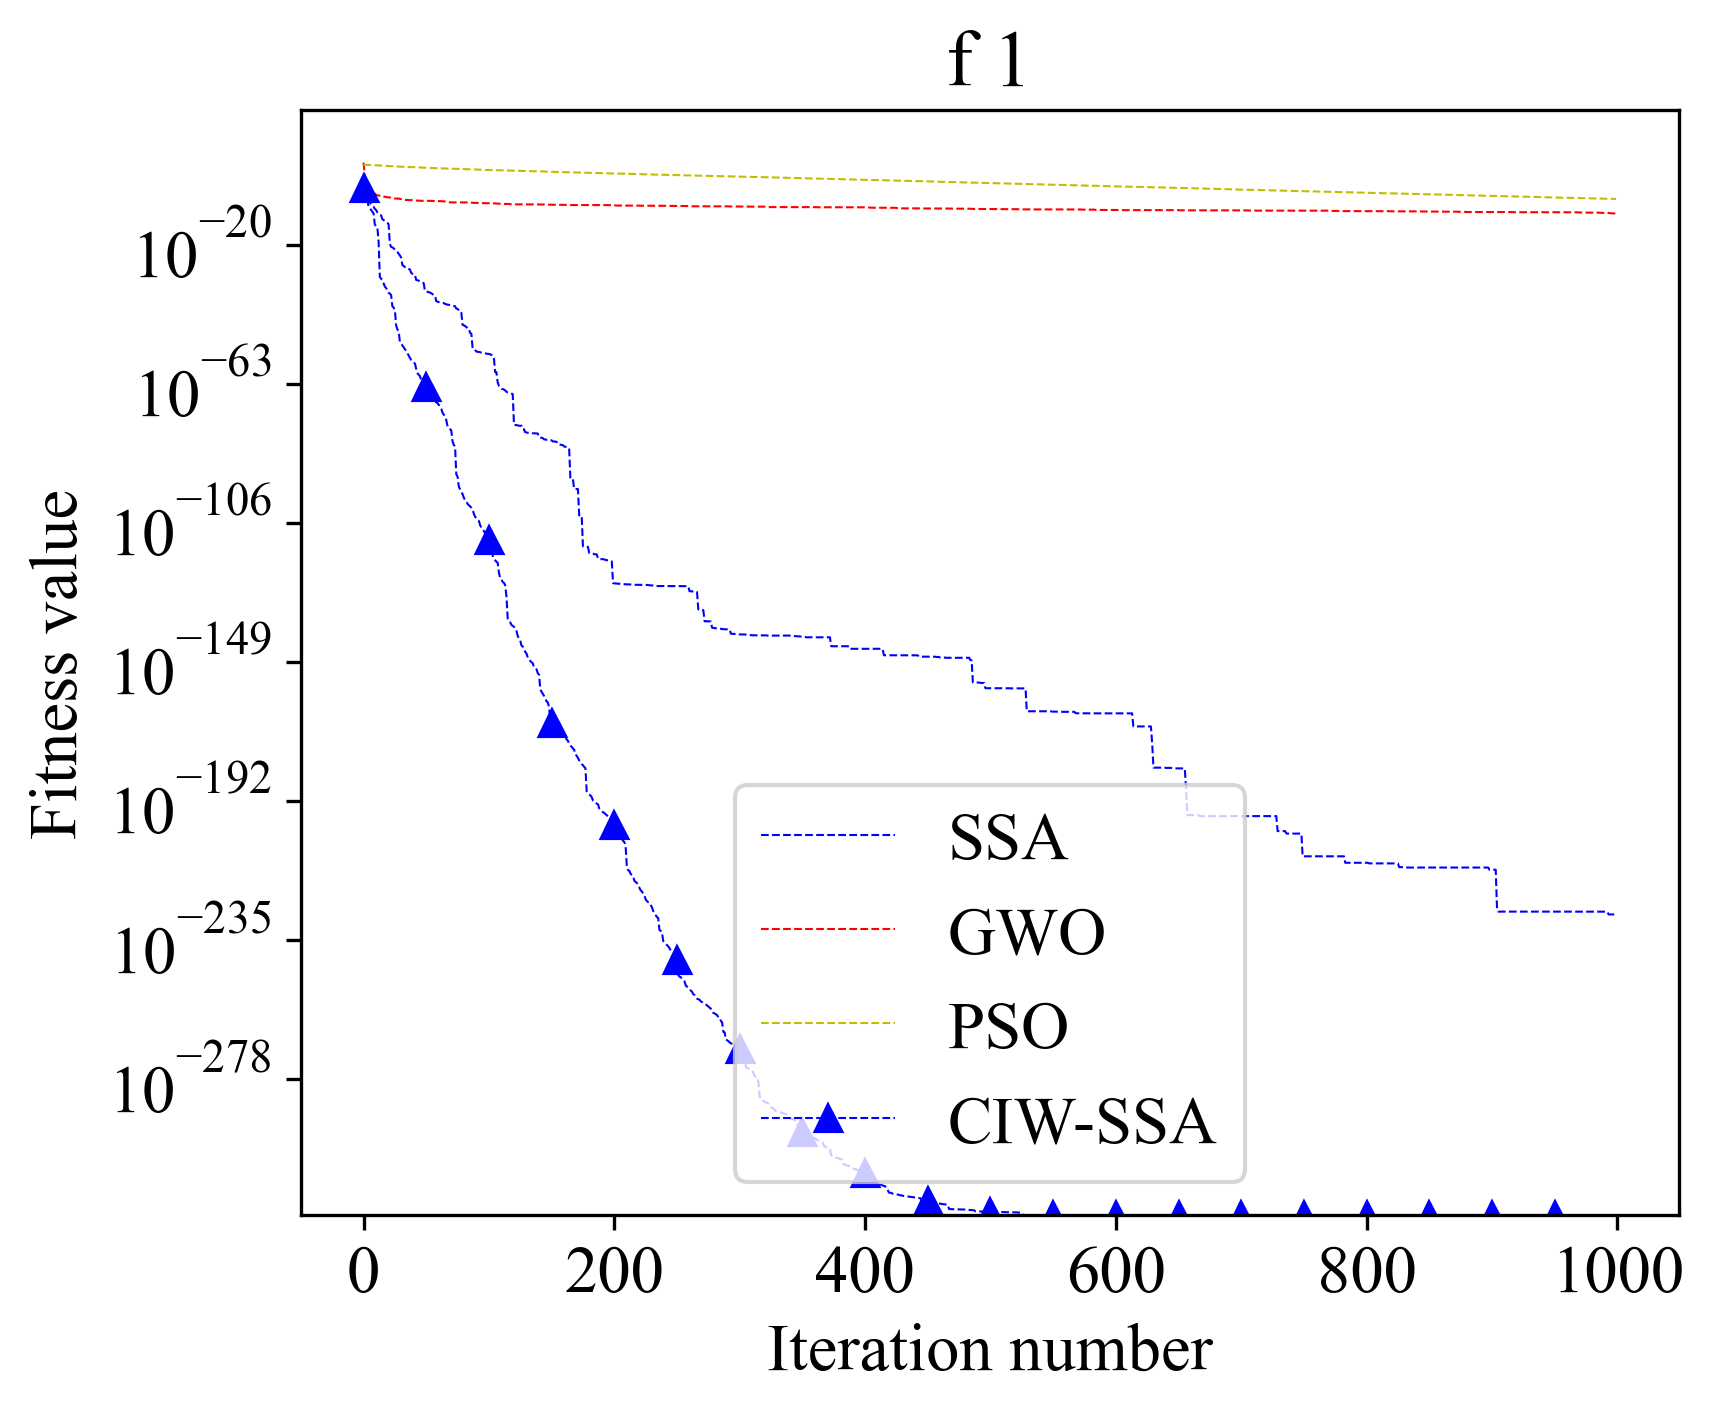 f 1
Fitness value
10^−20
10^−63
10^−106
10^−149
10^−192
10^−235
10^−278
SSA
GWO
PSO
CIW-SSA
0 200 400 600 800 1000
Iteration number